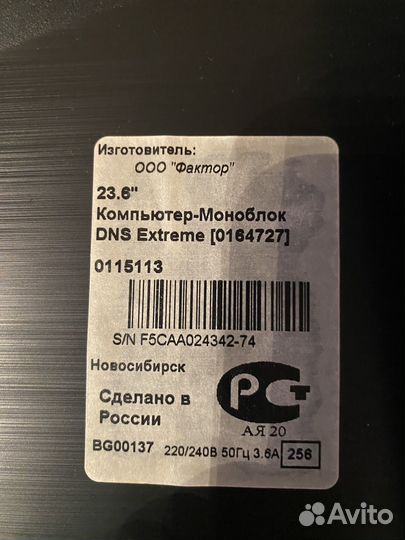 Изготовитель:
ООО "Фактор"
23.6"
Компьютер-Моноблок
DNS Extreme [0164727]
0115113
S/N F5CAA024342-74
Новосибирск
Сделано в
России
РСТ
АЯ 20
BG00137 220/240В 50Гц 3.6А 256
Avito